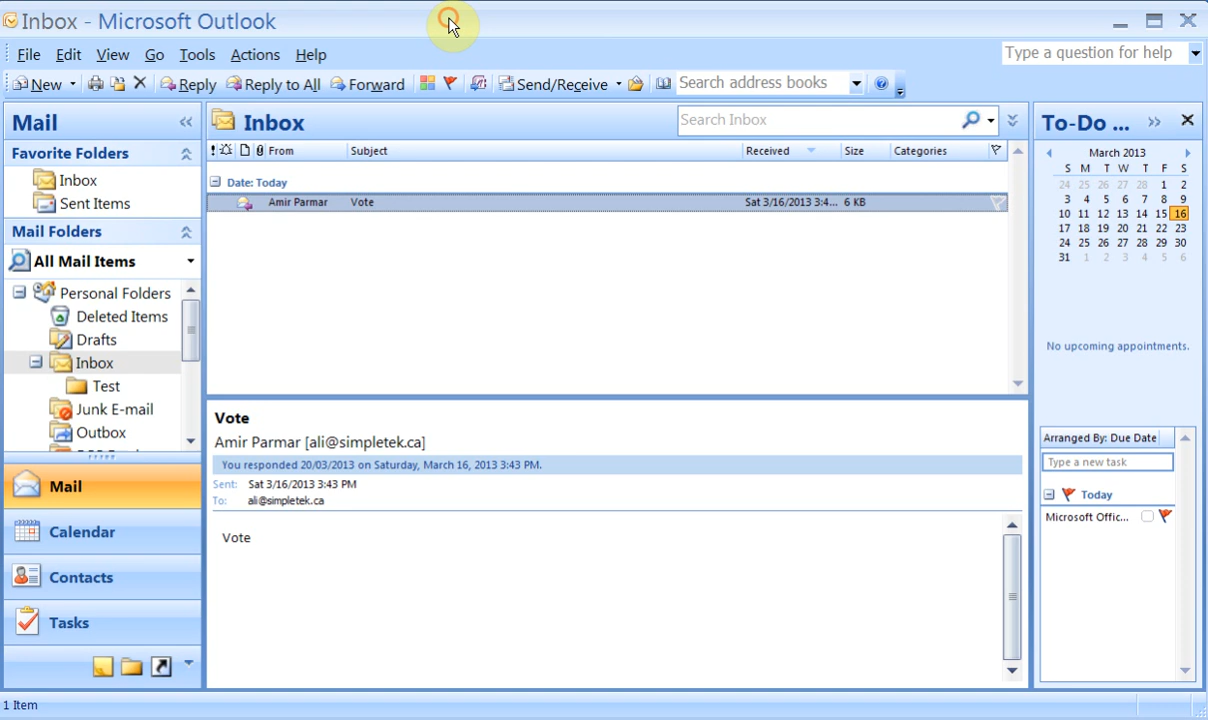 Inbox - Microsoft Outlook
File Edit View Go Tools Actions Help Type a question for help
New Reply Reply to All Forward Send/Receive Search address books
Mail «
Favorite Folders
Inbox
Sent Items
Mail Folders
All Mail Items
Personal Folders
Deleted Items
Drafts
Inbox
Test
Junk E-mail
Outbox
Mail
Calendar
Contacts
Tasks
Inbox Search Inbox
From Subject Received Size Categories
Date: Today
Amir Parmar Vote Sat 3/16/2013 3:4... 6 KB
Vote
Amir Parmar [ali@simpletek.ca]
You responded 20/03/2013 on Saturday, March 16, 2013 3:43 PM.
Sent: Sat 3/16/2013 3:43 PM
To: ali@simpletek.ca
Vote
To-Do ... »
March 2013
S M T W T F S
24 25 26 27 28 1 2
3 4 5 6 7 8 9
10 11 12 13 14 15 16
17 18 19 20 21 22 23
24 25 26 27 28 29 30
31 1 2 3 4 5 6
No upcoming appointments.
Arranged By: Due Date
Type a new task
Today
Microsoft Offic...
1 Item